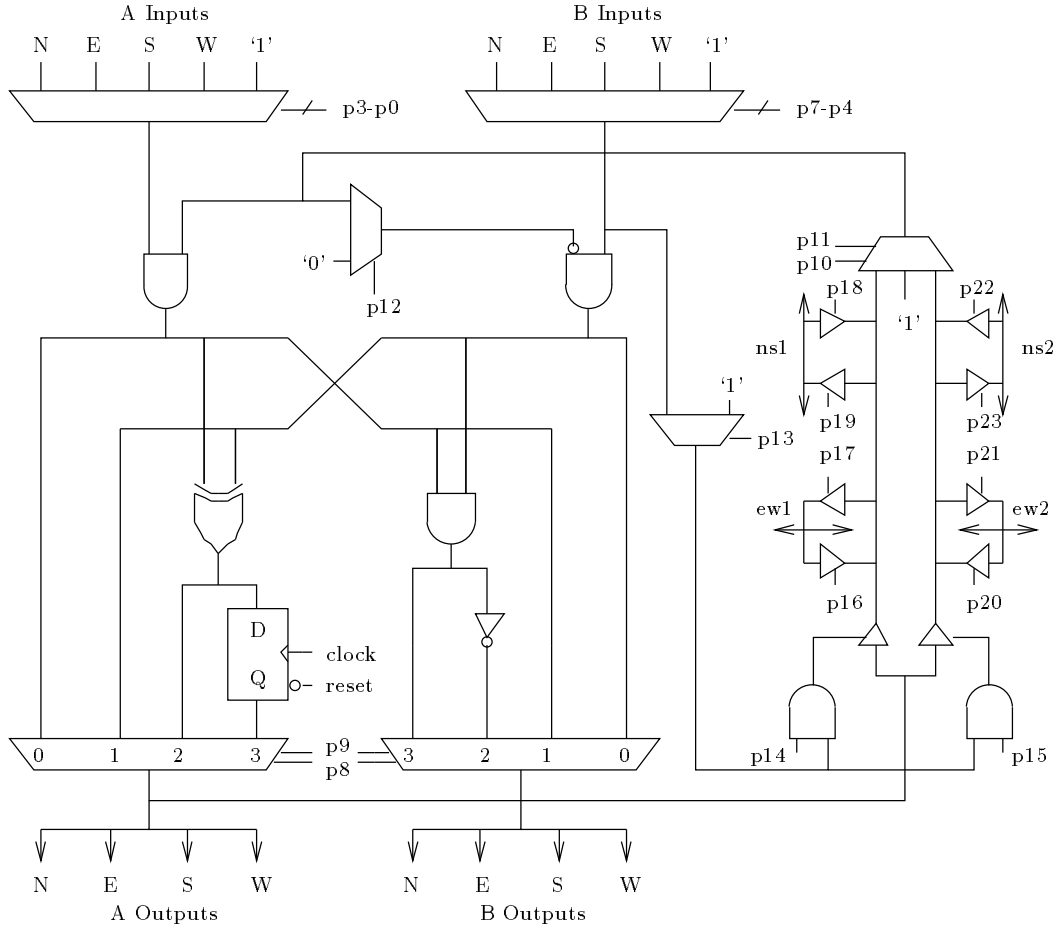 A Inputs B Inputs
N E S W ‘1’ N E S W ‘1’
p3-p0 p7-p4
p11
‘0’ p10
p12 p18 p22
‘1’
ns1 ns2
‘1’
p19 p23
p13
p17 p21
ew1 ew2
p16 p20
D
clock
Q reset
0 1 2 3 p9 3 2 1 0 p14 p15
p8
N E S W N E S W
A Outputs B Outputs